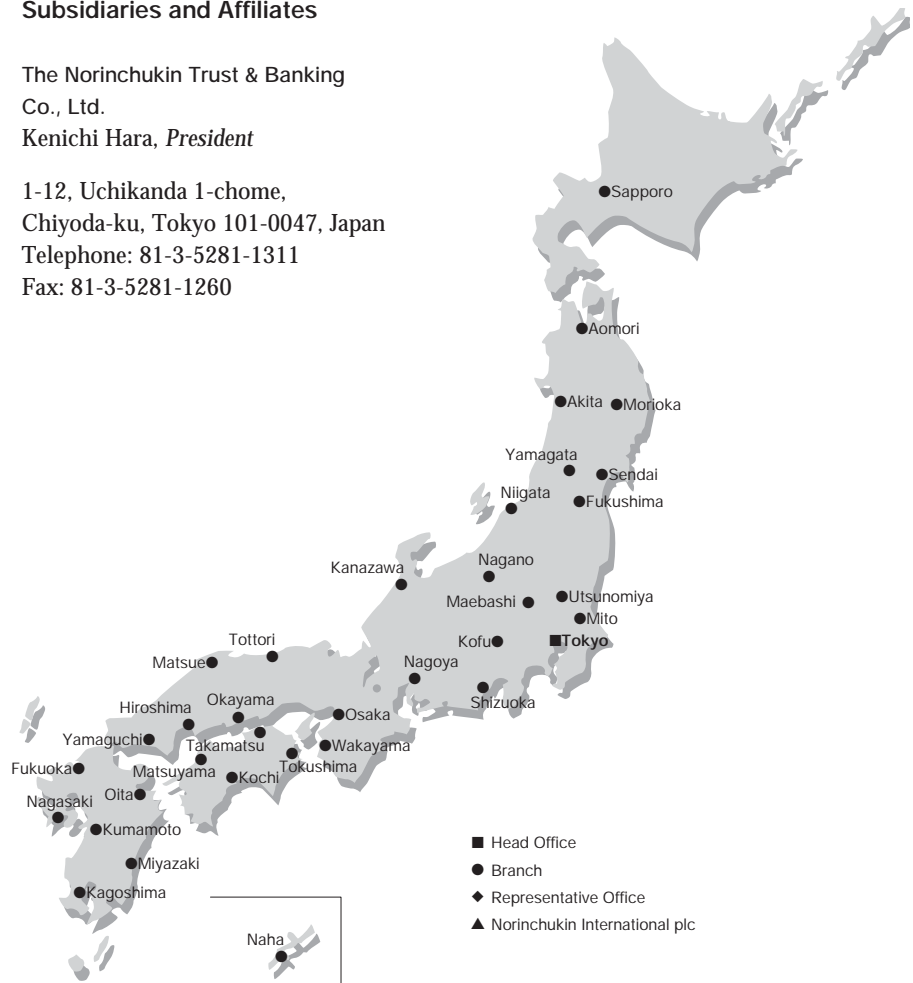 Subsidiaries and Affiliates
The Norinchukin Trust & Banking
Co., Ltd.
Kenichi Hara, President
1-12, Uchikanda 1-chome,
Chiyoda-ku, Tokyo 101-0047, Japan
Telephone: 81-3-5281-1311
Fax: 81-3-5281-1260
Sapporo
Aomori
Akita
Morioka
Yamagata
Sendai
Niigata
Fukushima
Nagano
Kanazawa
Utsunomiya
Maebashi
Mito
Tottori
Kofu
Tokyo
Matsue
Nagoya
Shizuoka
Okayama
Hiroshima
Osaka
Yamaguchi
Takamatsu
Wakayama
Fukuoka
Matsuyama
Tokushima
Kochi
Nagasaki
Oita
Kumamoto
Miyazaki
Kagoshima
Naha
Head Office
Branch
Representative Office
Norinchukin International plc